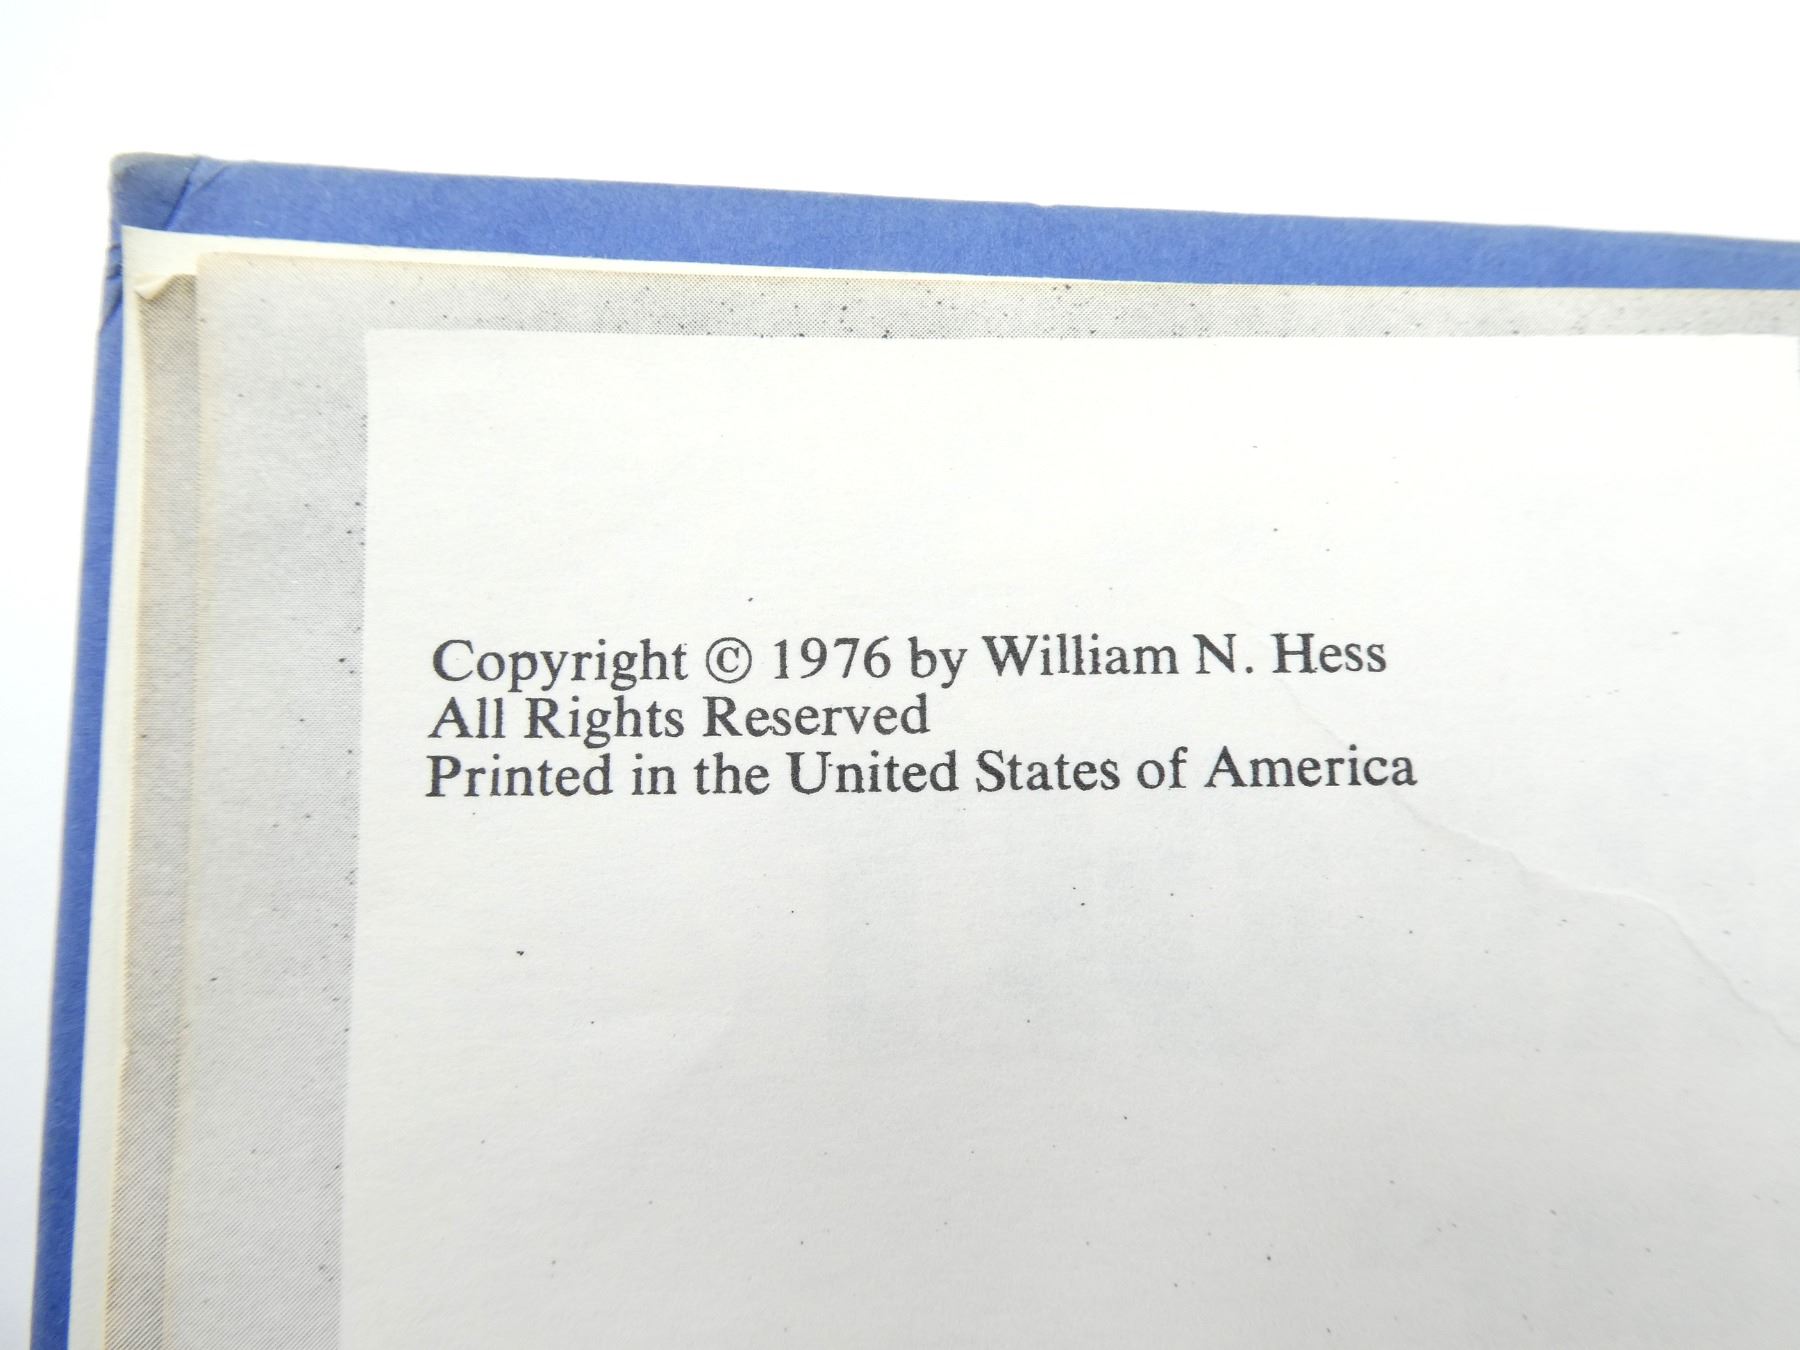 Copyright © 1976 by William N. Hess
All Rights Reserved
Printed in the United States of America